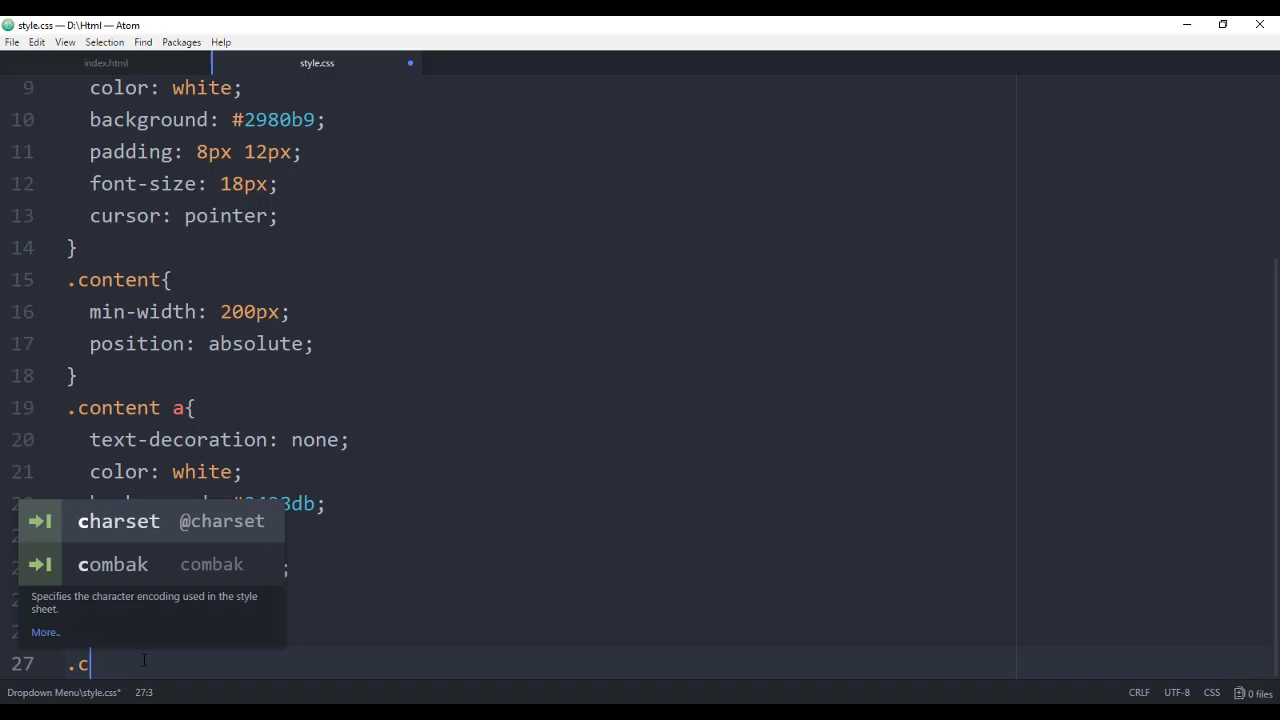 style.css — D:\Html — Atom
File Edit View Selection Find Packages Help
index.html style.css
9 color: white;
10 background: #2980b9;
11 padding: 8px 12px;
12 font-size: 18px;
13 cursor: pointer;
14 }
15 .content{
16 min-width: 200px;
17 position: absolute;
18 }
19 .content a{
20 text-decoration: none;
21 color: white;
db;
charset @charset
combak combak
;
Specifies the character encoding used in the style
sheet.
More..
27 .c
Dropdown Menu\style.css* 27:3 CRLF UTF-8 CSS 0 files